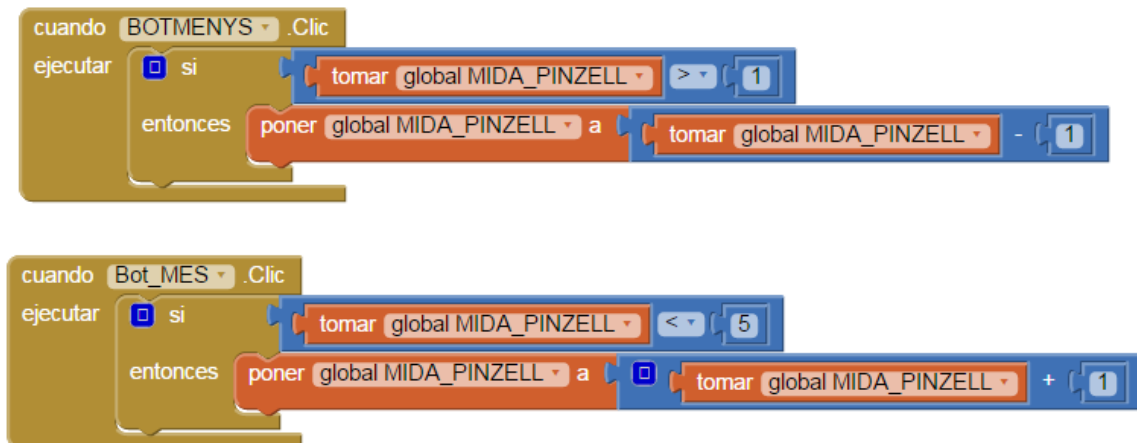 cuando BOTMENYS .Clic
ejecutar si tomar global MIDA_PINZELL > 1
entonces poner global MIDA_PINZELL a tomar global MIDA_PINZELL - 1
cuando Bot_MES .Clic
ejecutar si tomar global MIDA_PINZELL < 5
entonces poner global MIDA_PINZELL a tomar global MIDA_PINZELL + 1